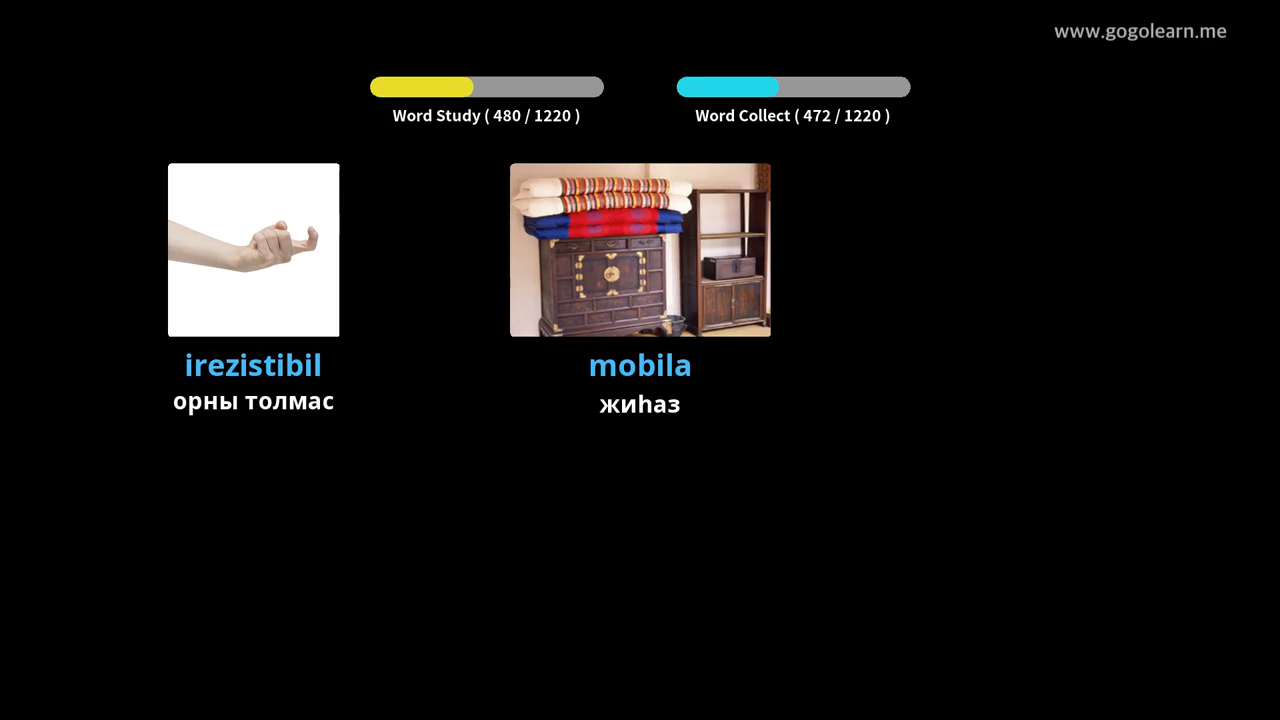 www.gogolearn.me
Word Study ( 480 / 1220 )
Word Collect ( 472 / 1220 )
irezistibil
орны толмас
mobila
жиһаз